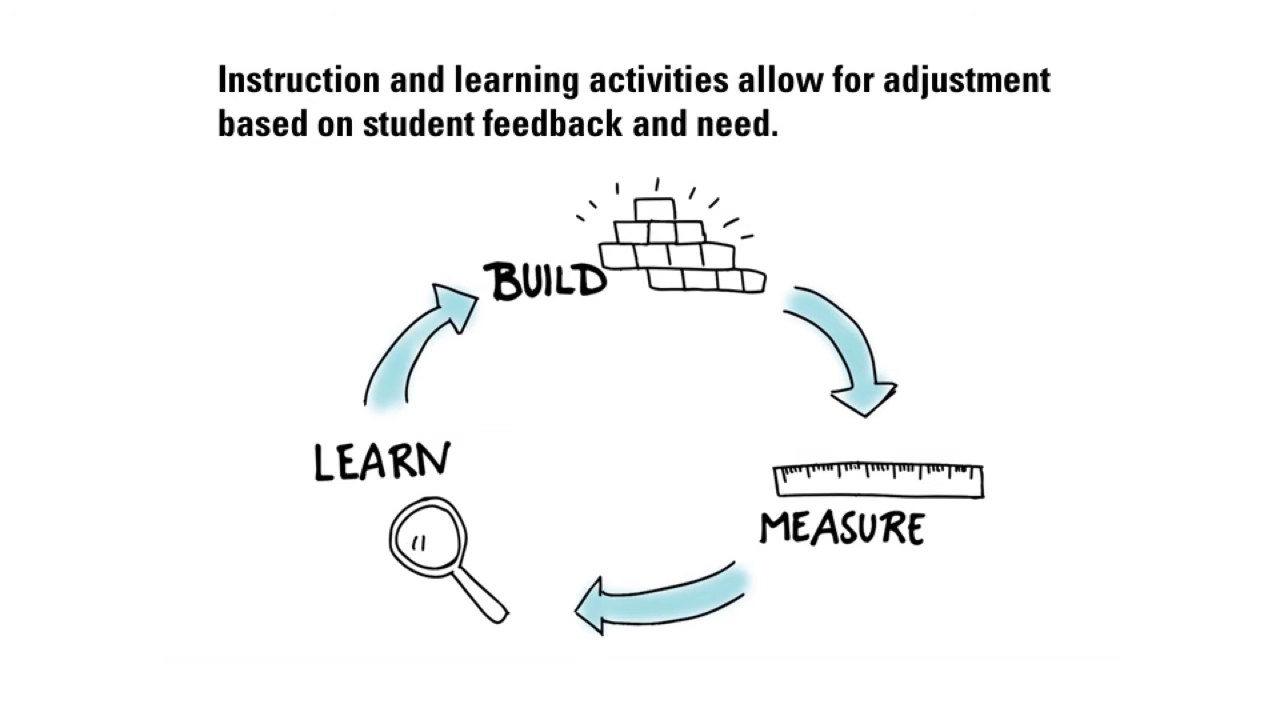 Instruction and learning activities allow for adjustment
based on student feedback and need.
BUILD
LEARN
MEASURE